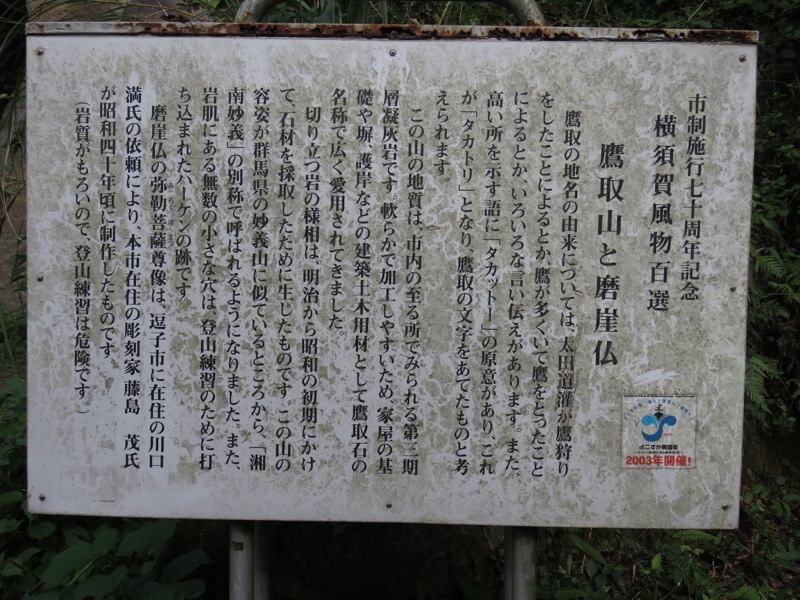 市制施行七十周年記念
横須賀風物百選
鷹取山と磨崖仏
鷹取の地名の由来については、太田道灌が鷹狩り
をしたことによるとか、鷹が多くいて鷹をとったこと
によるとか、いろいろな言い伝えがあります。また、
高い所を示す語に「タカットー」の原意があり、これ
が「タカトリ」となり、鷹取の文字をあてたものと考
えられます。
この山の地質は、市内の至る所でみられる第三期
層凝灰岩です。軟らかで加工しやすいため、家屋の基
礎や塀、護岸などの建築土木用材として鷹取石の
名称で広く愛用されてきました。
切り立つ岩の様相は、明治から昭和の初期にかけ
て、石材を採取したために生じたものです。この山の
容姿が群馬県の妙義山に似ているところから、「湘
南妙義」の別称で呼ばれるようになりました。また、
岩肌にある無数の小さな穴は、登山練習のために打
ち込まれたハーケンの跡です。
磨崖仏の弥勒菩薩尊像は、逗子市に在住の川口
満氏の依頼により、本市在住の彫刻家 藤島 茂氏
が昭和四十年頃に制作したものです。
(岩質がもろいので、登山練習は危険です。)
よこすか開国祭
2003年開催!